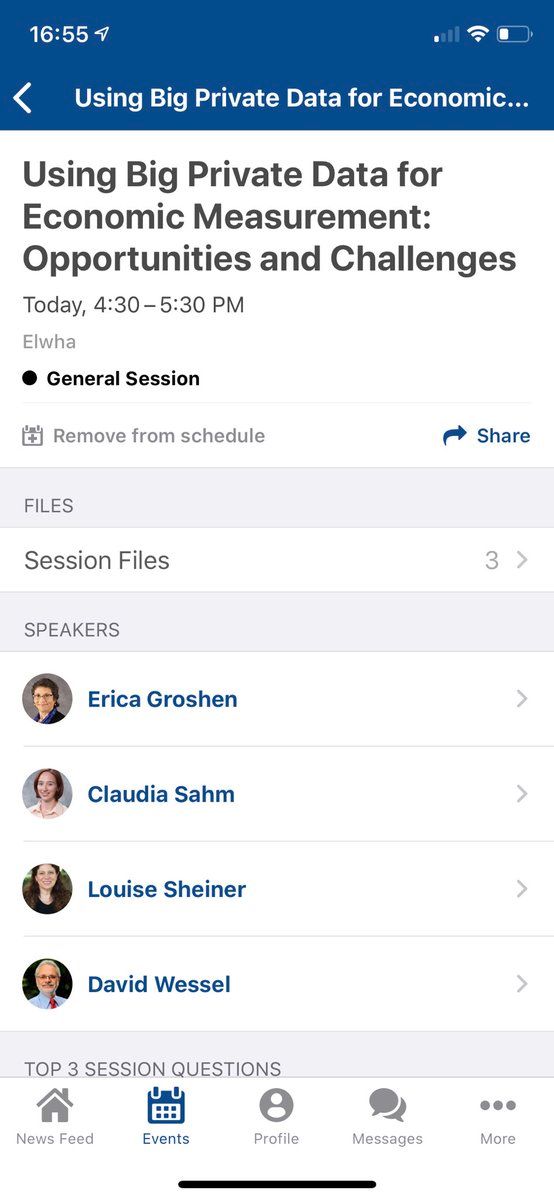 16:55
Using Big Private Data for Economic...
Using Big Private Data for
Economic Measurement:
Opportunities and Challenges
Today, 4:30 – 5:30 PM
Elwha
General Session
Remove from schedule
Share
FILES
Session Files
3
SPEAKERS
Erica Groshen
Claudia Sahm
Louise Sheiner
David Wessel
TOP 3 SESSION QUESTIONS
News Feed
Events
Profile
Messages
More